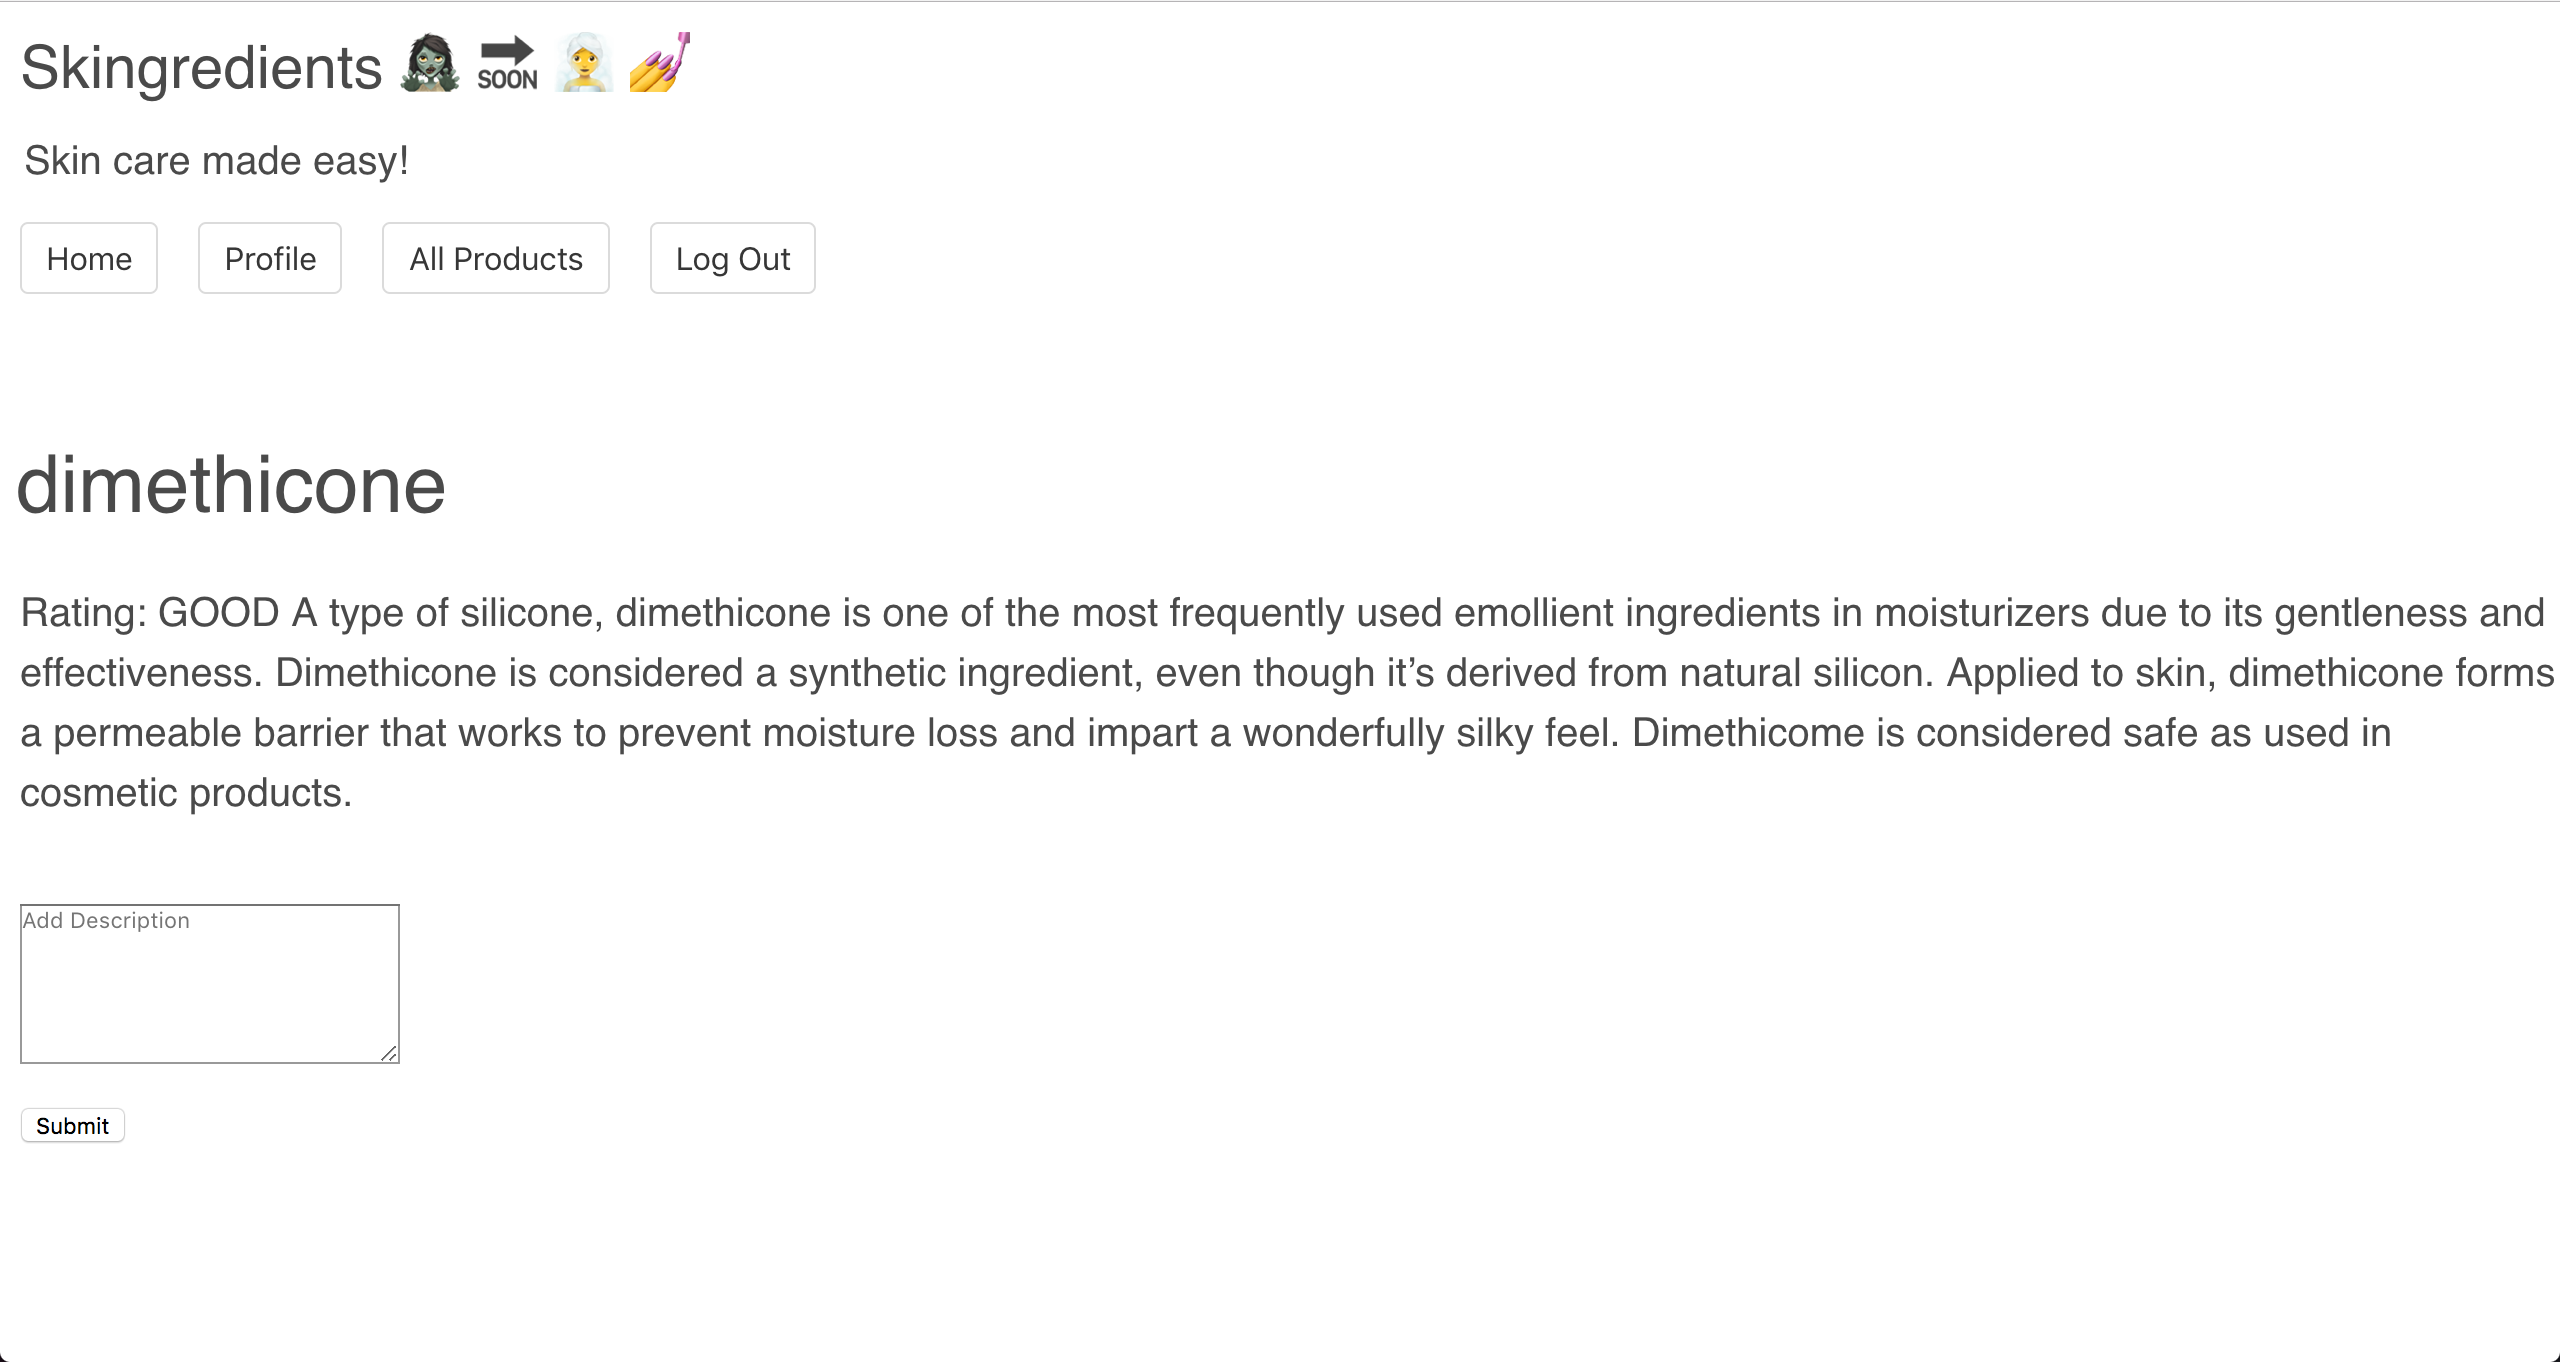 Skingredients 🧟‍♀️ 🔜 👰 💅
Skin care made easy!
Home Profile All Products Log Out
dimethicone
Rating: GOOD A type of silicone, dimethicone is one of the most frequently used emollient ingredients in moisturizers due to its gentleness and
effectiveness. Dimethicone is considered a synthetic ingredient, even though it’s derived from natural silicon. Applied to skin, dimethicone forms
a permeable barrier that works to prevent moisture loss and impart a wonderfully silky feel. Dimethicome is considered safe as used in
cosmetic products.
Add Description
Submit